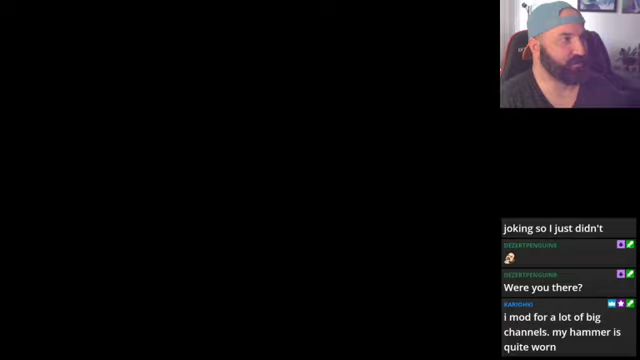 joking so I just didn't
DEZERTPENGUIN8
DEZERTPENGUIN8
Were you there?
KARIOHKI
i mod for a lot of big
channels. my hammer is
quite worn